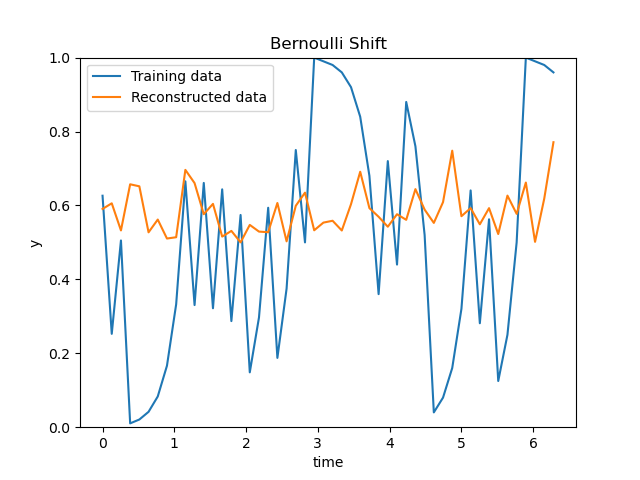 Bernoulli Shift
Training data
Reconstructed data
1.0
0.8
0.6
0.4
0.2
0.0
y
0 1 2 3 4 5 6
time